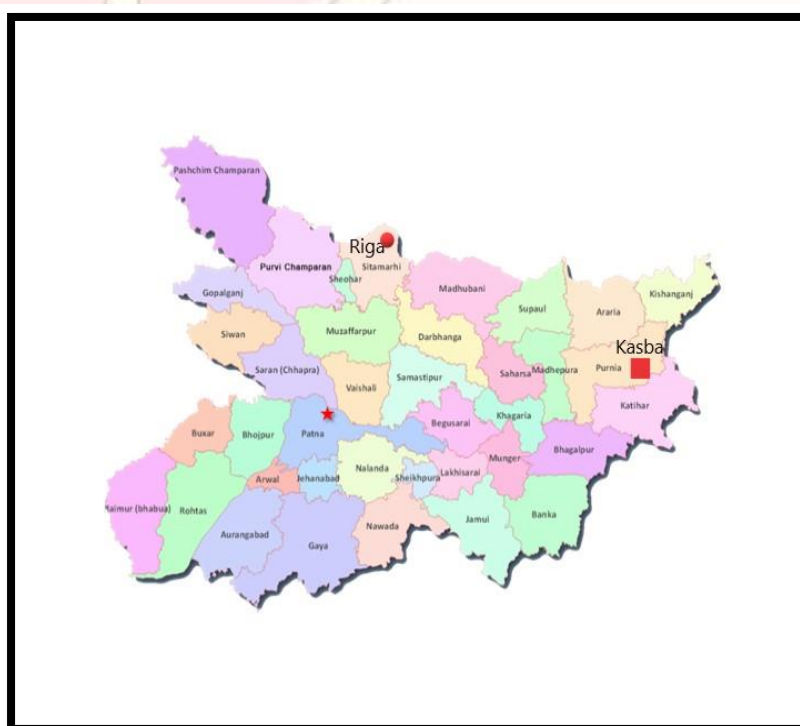 Pashchim Champaran
Riga
Purvi Champaran
Sitamarhi
Sheohar
Gopalganj
Madhubani
Kishanganj
Supaul
Araria
Siwan
Muzaffarpur
Darbhanga
Kasba
Saran (Chhapra)
Vaishali
Samastipur
Saharsa
Madhepura
Purnia
Katihar
Buxar
Bhojpur
Patna
Begusarai
Khagaria
Bhagalpur
Nalanda
Munger
Arwal
Jehanabad
Sheikhpura
Lakhisarai
Raimur (bhabua)
Rohtas
Aurangabad
Gaya
Nawada
Jamui
Banka